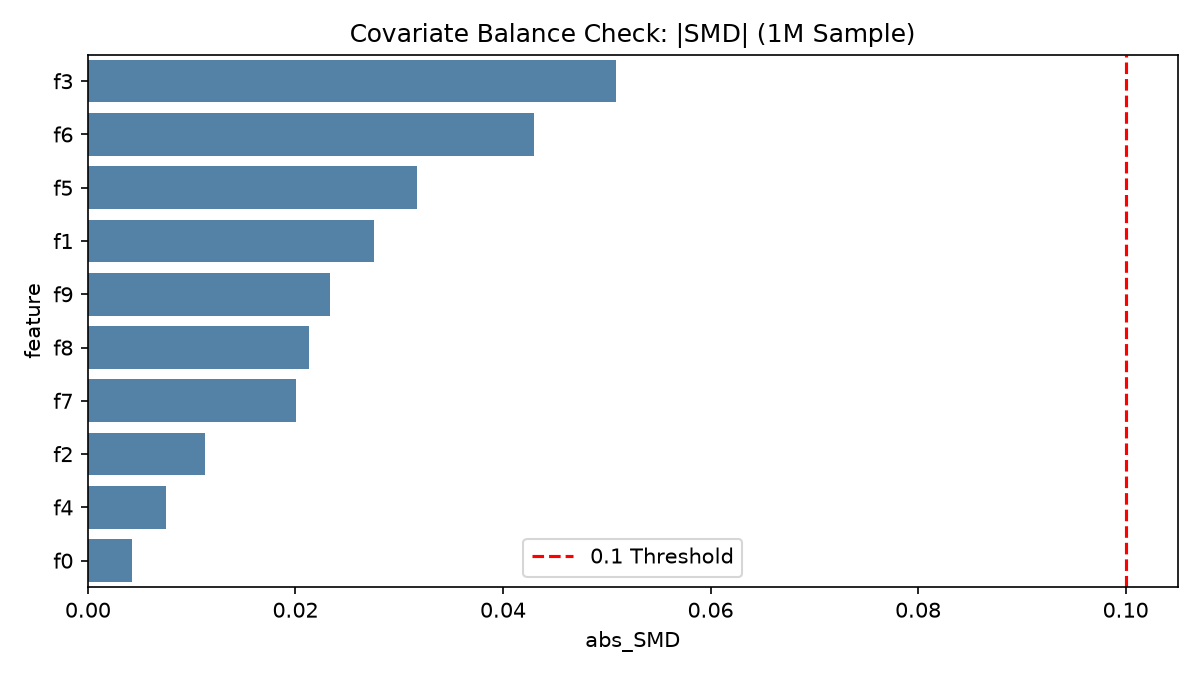 Covariate Balance Check: |SMD| (1M Sample)
feature
f3
f6
f5
f1
f9
f8
f7
f2
f4
f0
0.1 Threshold
0.00 0.02 0.04 0.06 0.08 0.10
abs_SMD